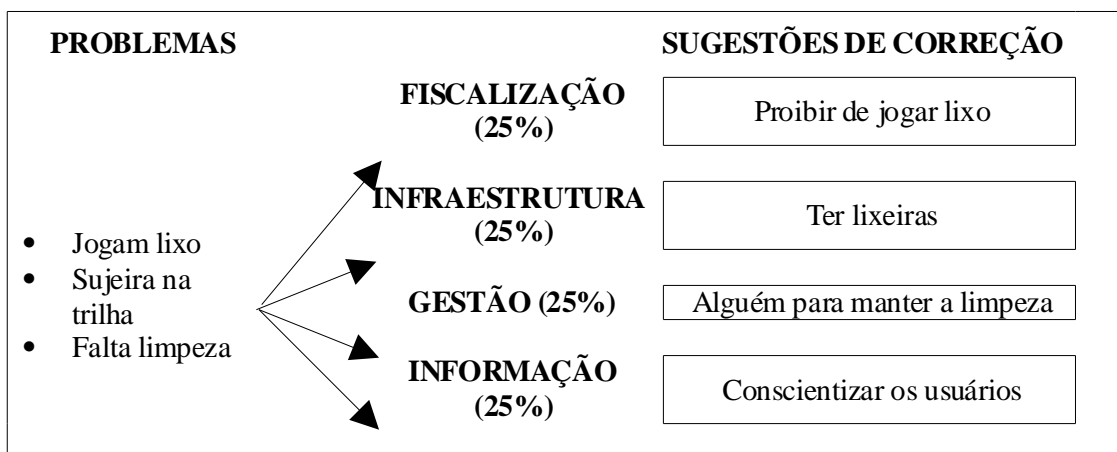 PROBLEMAS
SUGESTÕES DE CORREÇÃO
• Jogam lixo
• Sujeira na
trilha
• Falta limpeza
FISCALIZAÇÃO
(25%)
Proibir de jogar lixo
INFRAESTRUTURA
(25%)
Ter lixeiras
GESTÃO (25%)
Alguém para manter a limpeza
INFORMAÇÃO
(25%)
Conscientizar os usuários